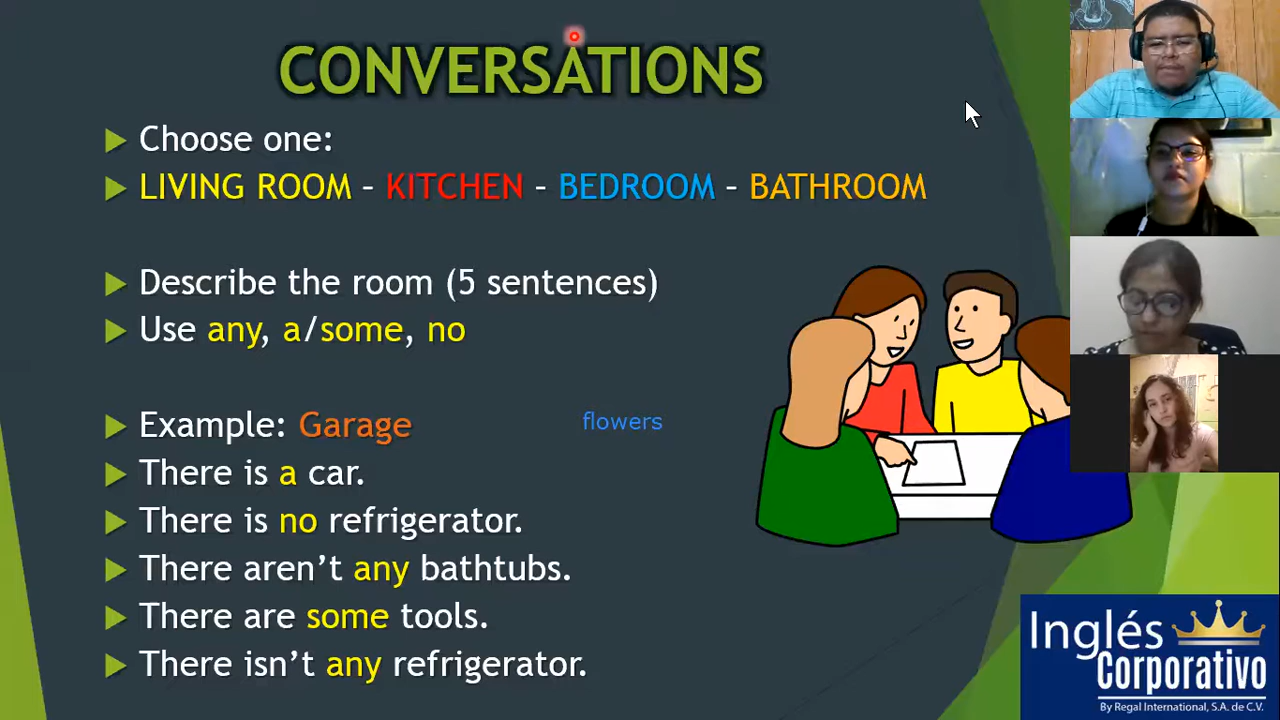 CONVERSATIONS
Choose one:
LIVING ROOM – KITCHEN – BEDROOM – BATHROOM
Describe the room (5 sentences)
Use any, a/some, no
Example: Garage
flowers
There is a car.
There is no refrigerator.
There aren’t any bathtubs.
There are some tools.
There isn’t any refrigerator.
Inglés
Corporativo
By Regal International, S.A. de C.V.